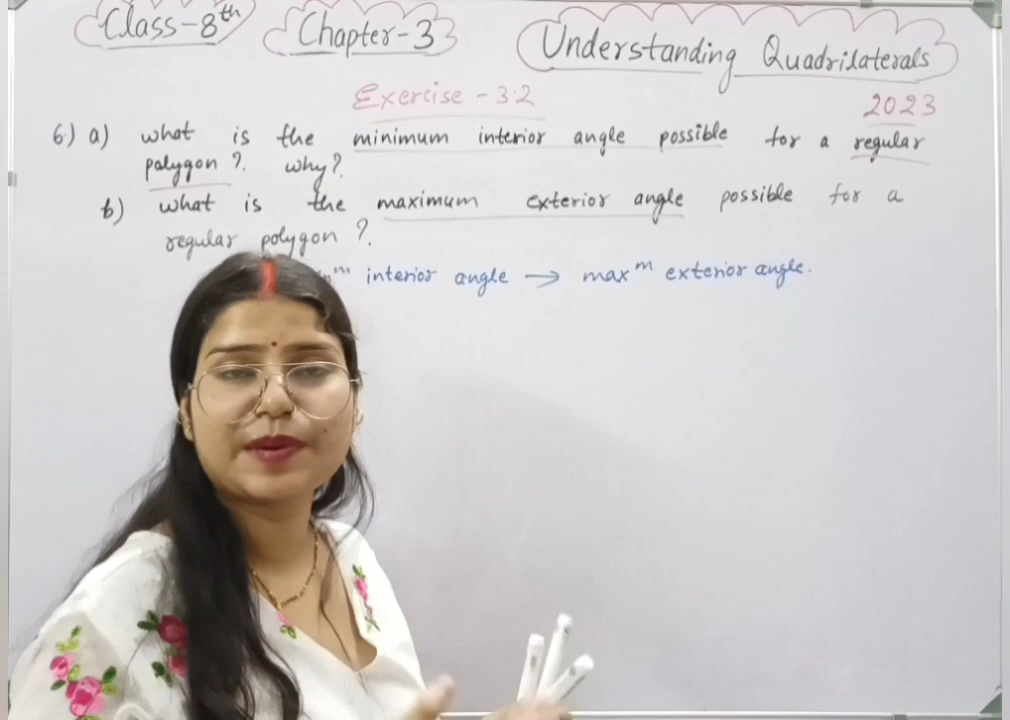 Class-8th Chapter-3 Understanding Quadrilaterals
Exercise - 3.2 2023
6.) a) what is the minimum interior angle possible for a regular
polygon ?. why?.
b) what is the maximum exterior angle possible for a
regular polygon ?.
interior angle → maxm exterior angle.